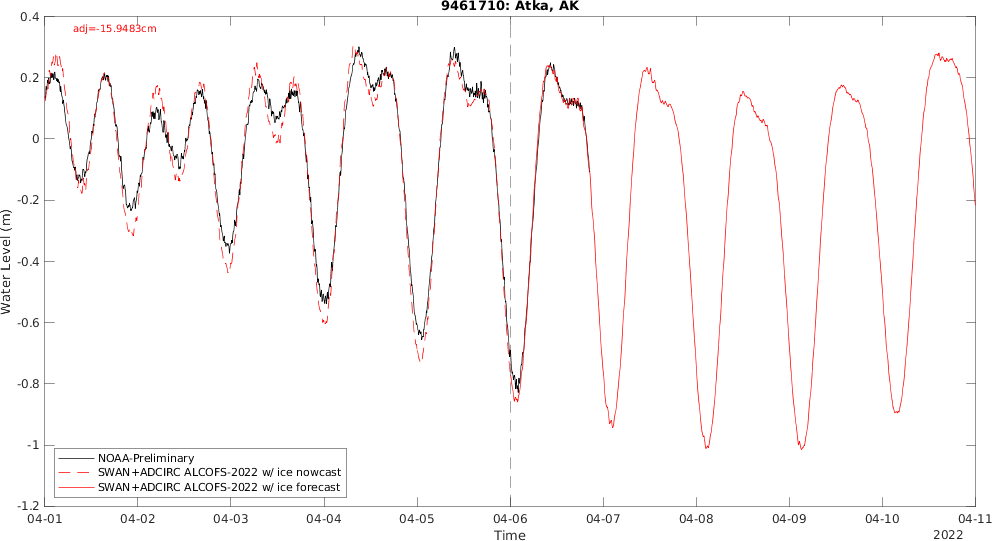 9461710: Atka, AK
adj=-15.9483cm
0.4
0.2
0
-0.2
-0.4
-0.6
-0.8
-1
-1.2
Water Level (m)
NOAA-Preliminary
SWAN+ADCIRC ALCOFS-2022 w/ ice nowcast
SWAN+ADCIRC ALCOFS-2022 w/ ice forecast
04-01 04-02 04-03 04-04 04-05 04-06 04-07 04-08 04-09 04-10 04-11
Time
2022